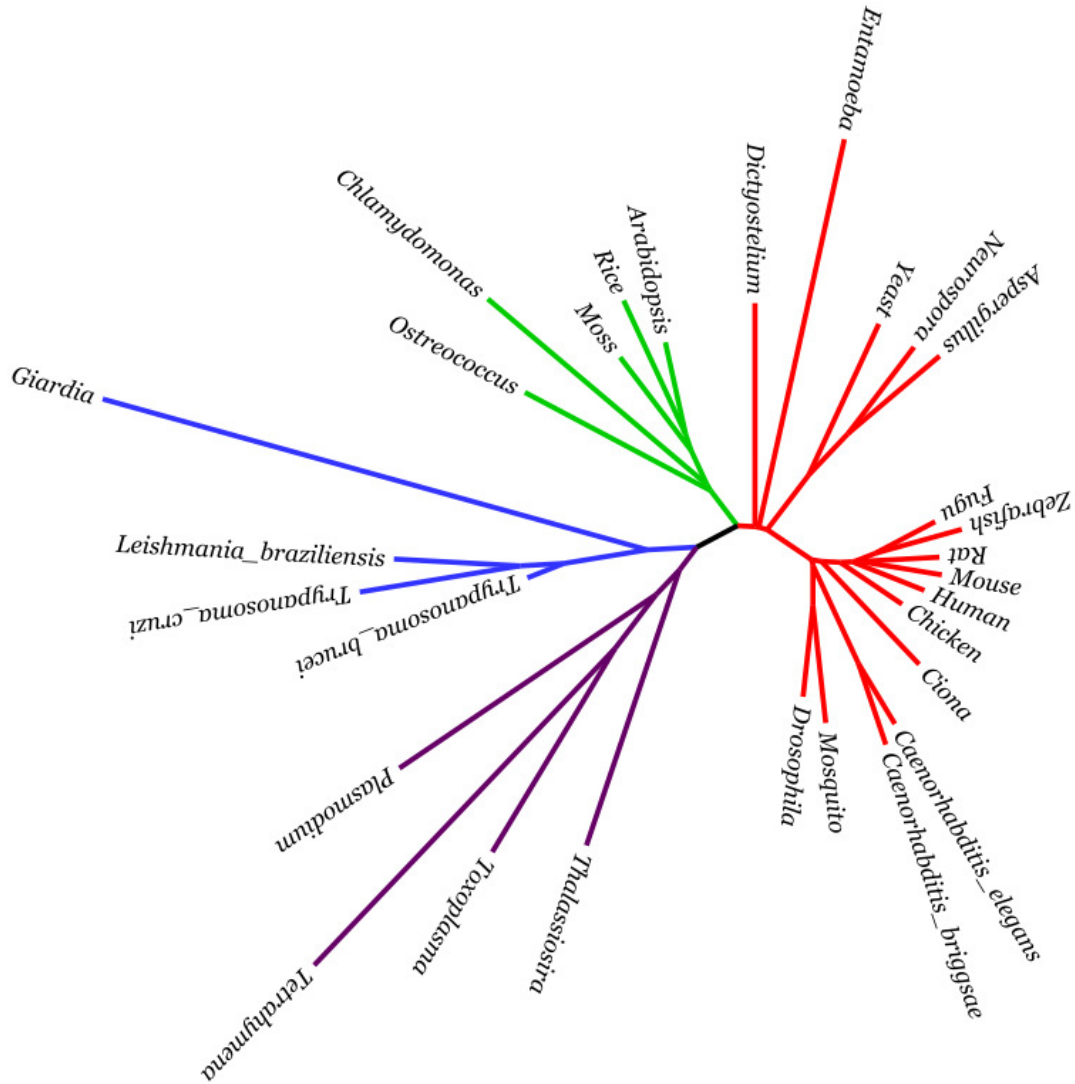 Entamoeba
Dictyostelium
Chlamydomonas
Arabidopsis
Rice
Moss
Ostreococcus
Yeast
Neurospora
Aspergillus
Giardia
Fugu
Zebrafish
Rat
Mouse
Human
Chicken
Ciona
Leishmania_braziliensis
Trypanosoma_cruzi
Trypanosoma_brucei
Caenorhabditis_elegans
Caenorhabditis_briggsae
Mosquito
Drosophila
Plasmodium
Toxoplasma
Thalassiosira
Tetrahymena